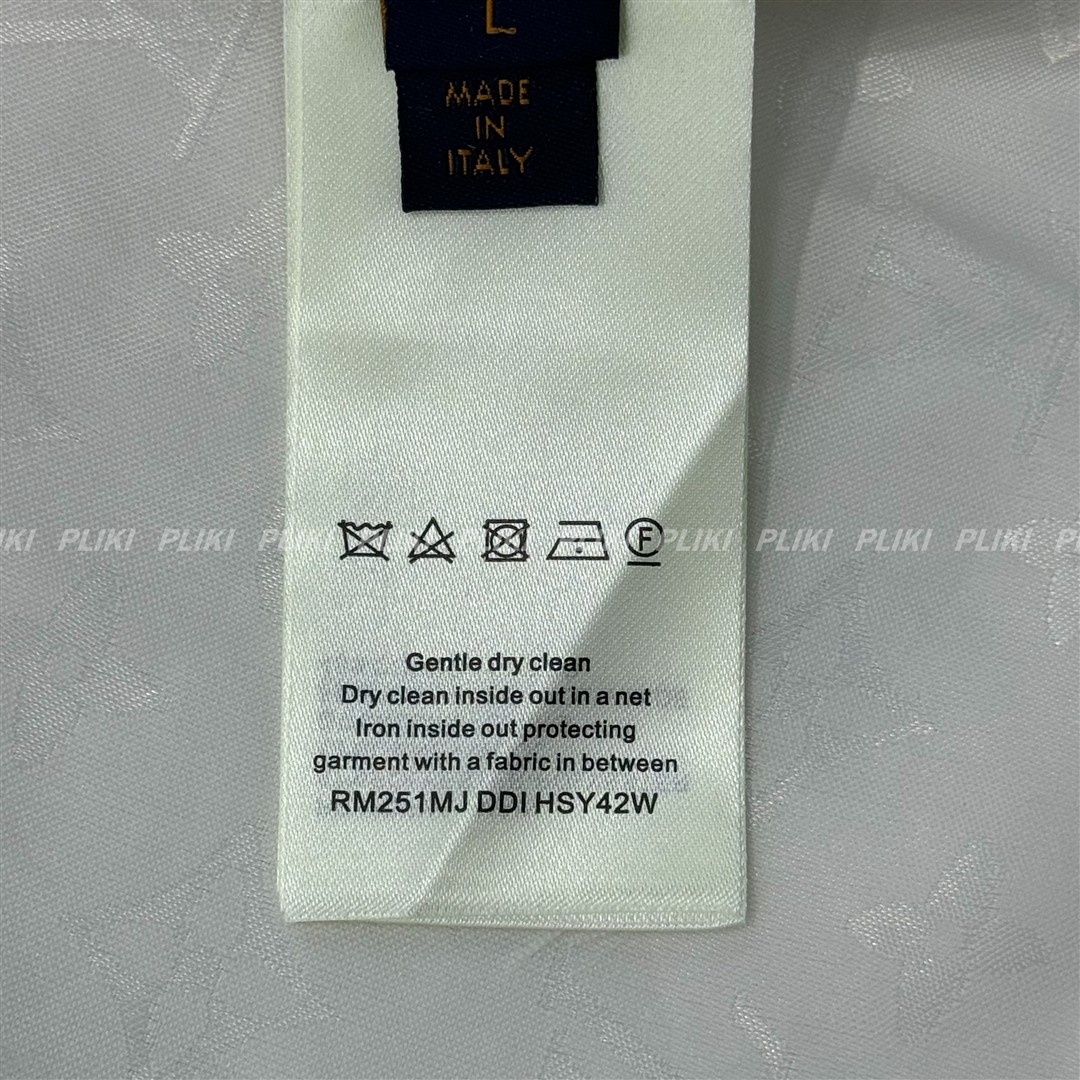 L
MADE
IN
ITALY
PLIKI PLIKI PLIKI PLIKI PLIKI PLIKI PLIKI
F
Gentle dry clean
Dry clean inside out in a net
Iron inside out protecting
garment with a fabric in between
RM251MJ DDI HSY42W